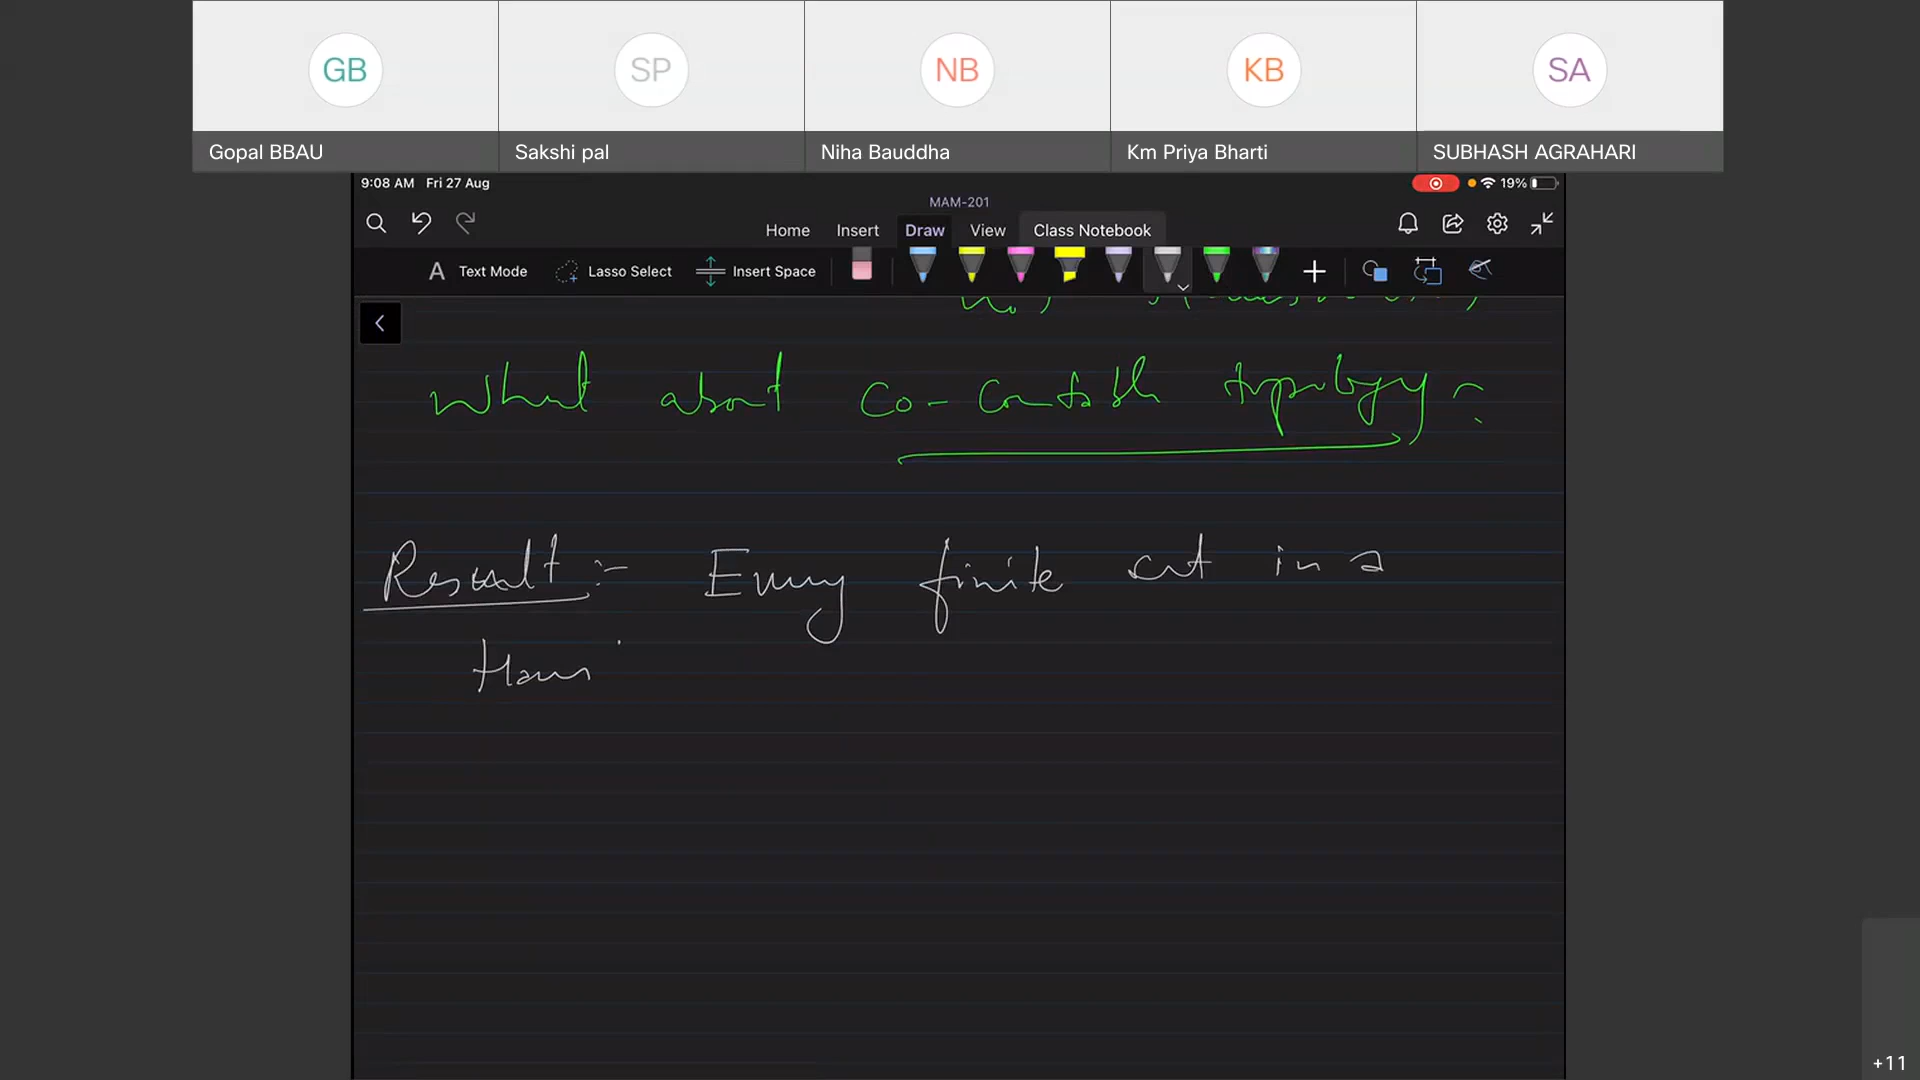 GB SP NB KB SA
Gopal BBAU Sakshi pal Niha Bauddha Km Priya Bharti SUBHASH AGRAHARI
9:08 AM Fri 27 Aug 19%
MAM-201
Home Insert Draw View Class Notebook
A Text Mode Lasso Select Insert Space
What about co-countable topology?
Result :- Every finite set in a
Haus
+11